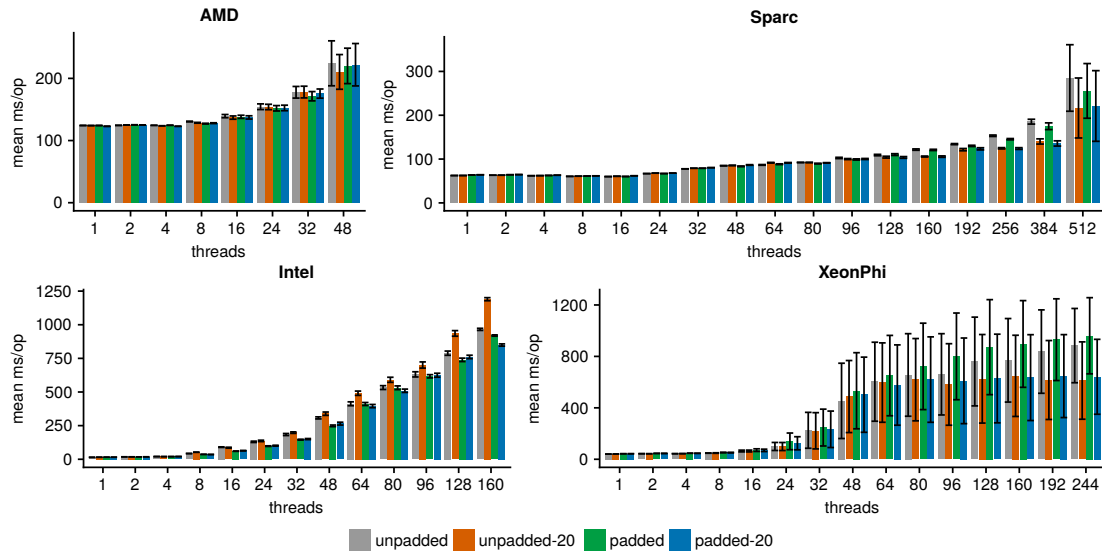 AMD
mean ms/op
200
100
0
1 2 4 8 16 24 32 48
threads
Sparc
mean ms/op
300
200
100
0
1 2 4 8 16 24 32 48 64 80 96 128 160 192 256 384 512
threads
Intel
mean ms/op
1250
1000
750
500
250
0
1 2 4 8 16 24 32 48 64 80 96 128 160
threads
XeonPhi
mean ms/op
1200
800
400
0
1 2 4 8 16 24 32 48 64 80 96 128 160 192 244
threads
unpadded unpadded-20 padded padded-20